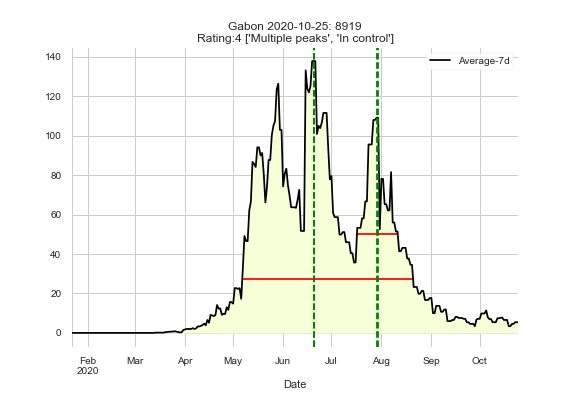 Gabon 2020-10-25: 8919
Rating:4 ['Multiple peaks', 'In control']
Average-7d
140
120
100
80
60
40
20
0
Feb Mar Apr May Jun Jul Aug Sep Oct
2020
Date